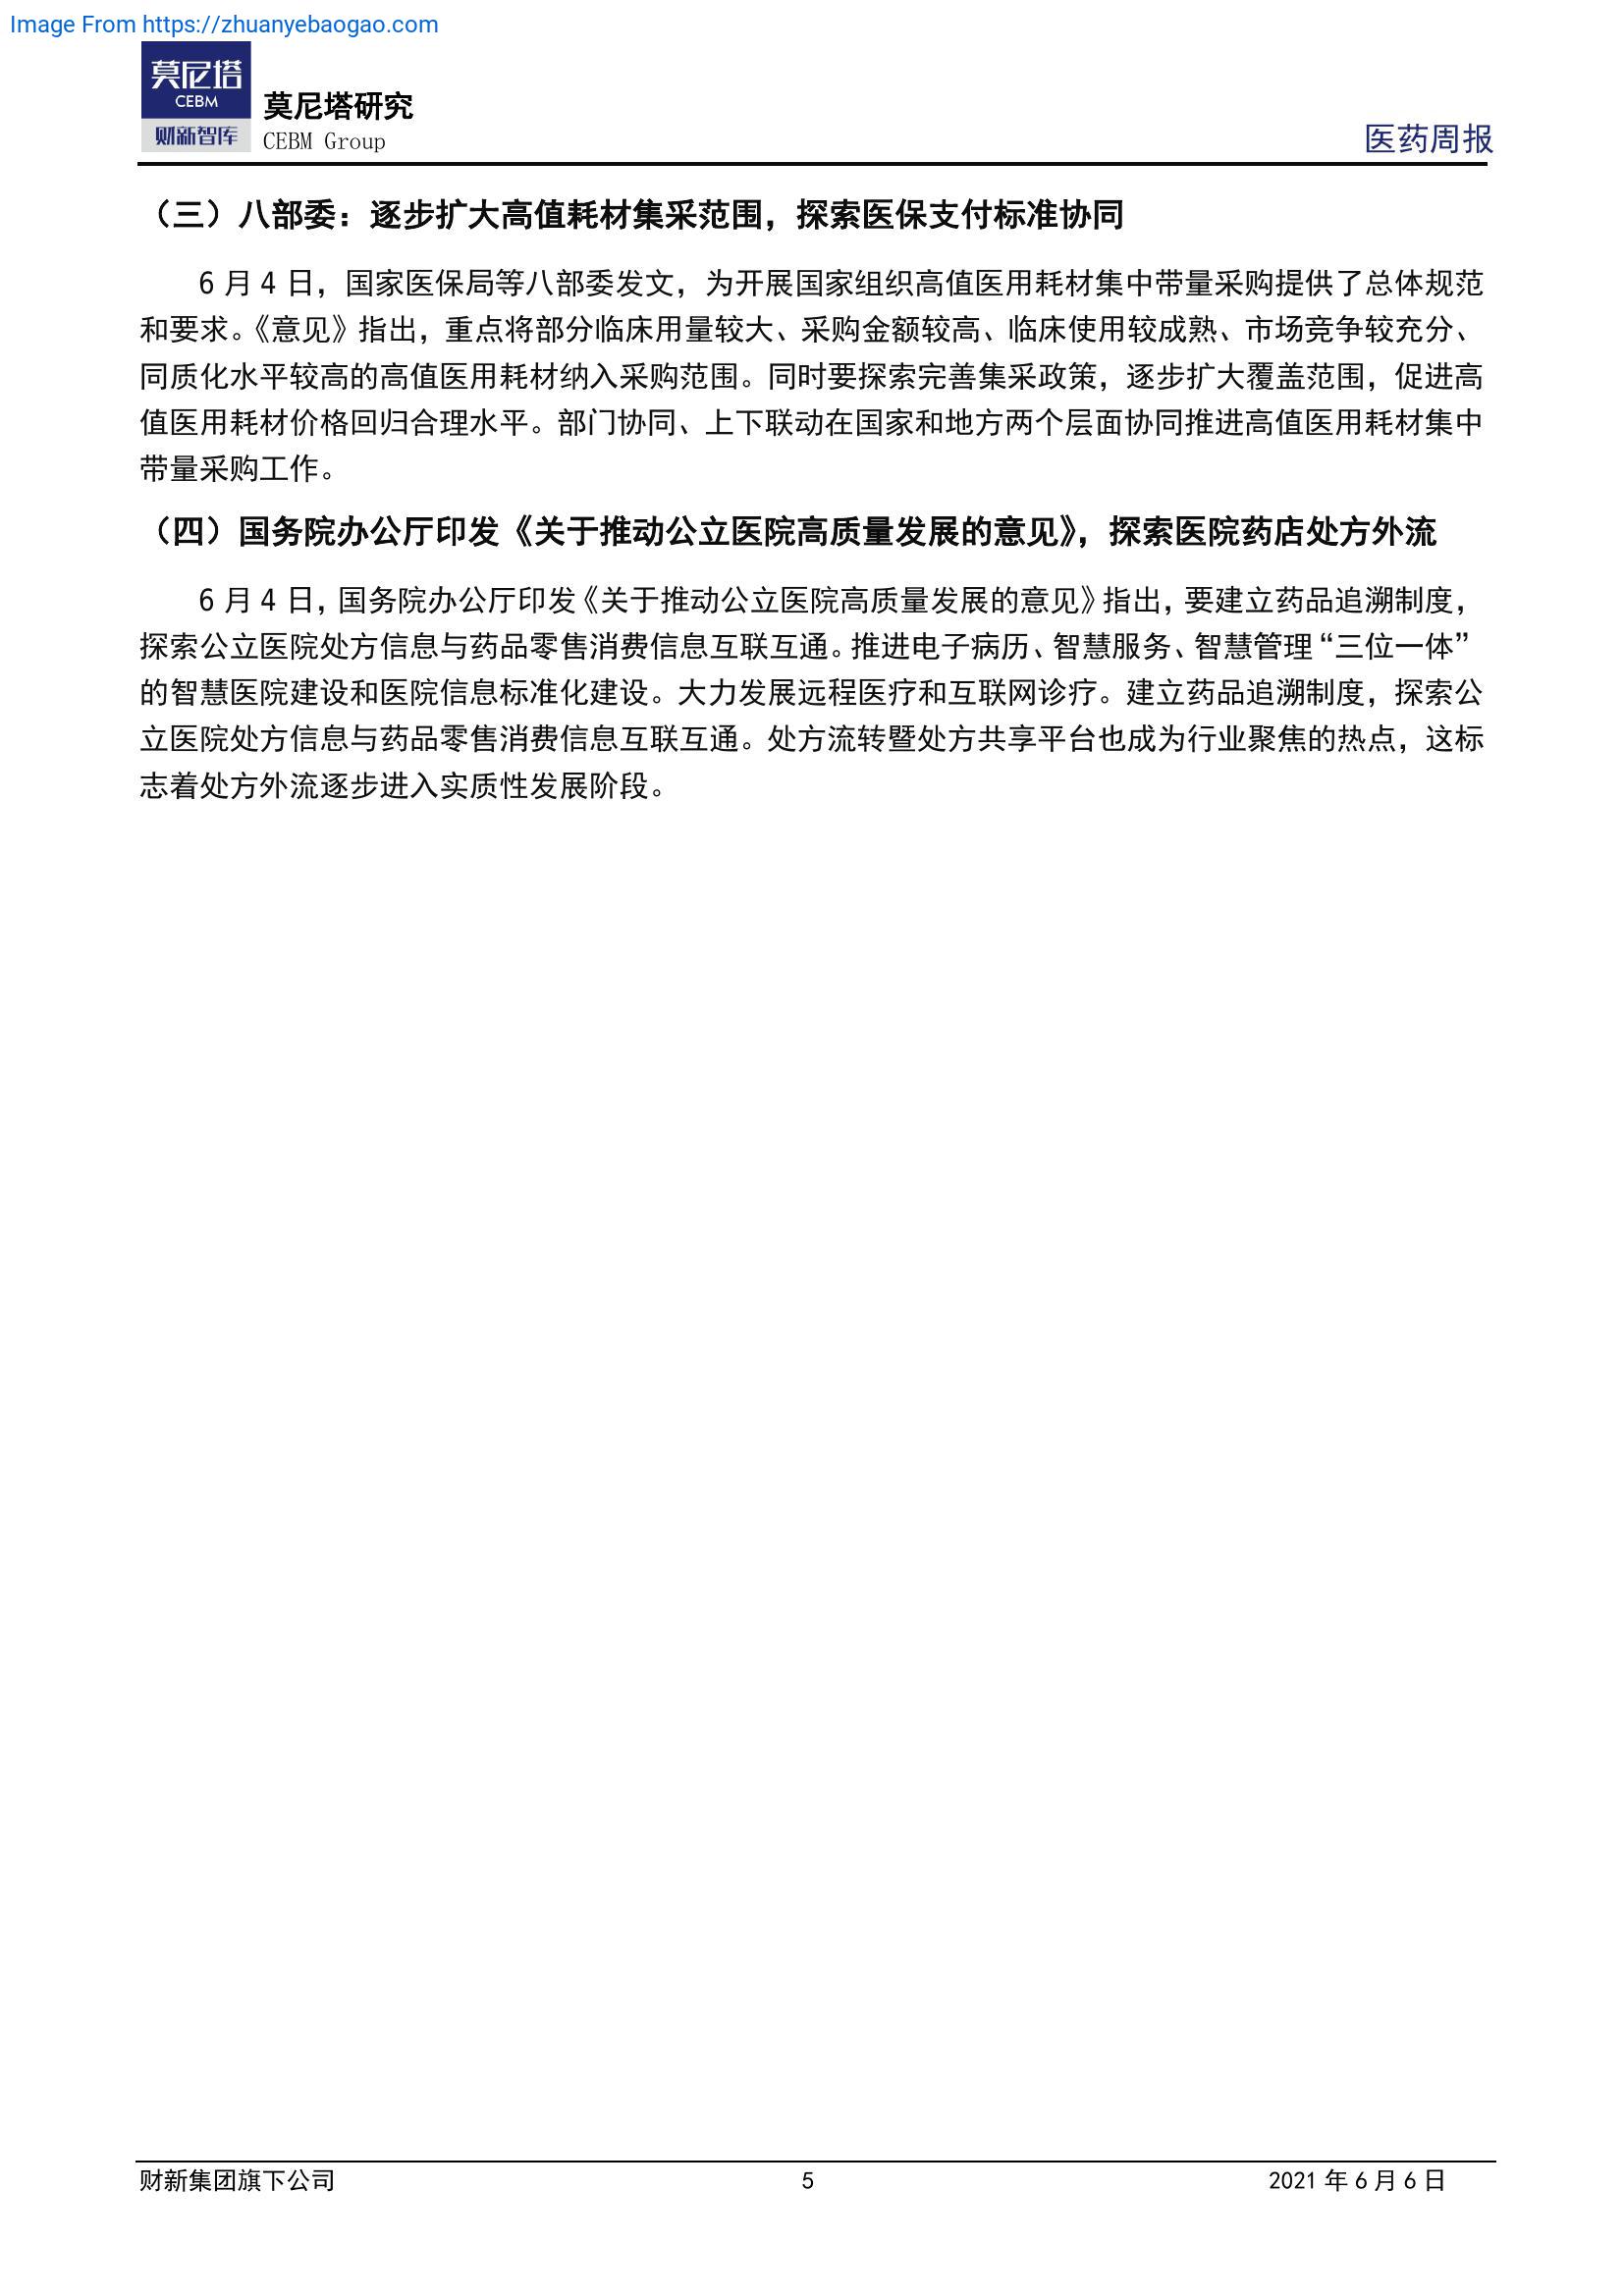 Image From https://zhuanyebaogao.com
莫尼塔
CEBM
财新智库
莫尼塔研究
CEBM Group
医药周报
（三）八部委：逐步扩大高值耗材集采范围，探索医保支付标准协同
6 月 4 日，国家医保局等八部委发文，为开展国家组织高值医用耗材集中带量采购提供了总体规范
和要求。《意见》指出，重点将部分临床用量较大、采购金额较高、临床使用较成熟、市场竞争较充分、
同质化水平较高的高值医用耗材纳入采购范围。同时要探索完善集采政策，逐步扩大覆盖范围，促进高
值医用耗材价格回归合理水平。部门协同、上下联动在国家和地方两个层面协同推进高值医用耗材集中
带量采购工作。
（四）国务院办公厅印发《关于推动公立医院高质量发展的意见》，探索医院药店处方外流
6 月 4 日，国务院办公厅印发《关于推动公立医院高质量发展的意见》指出，要建立药品追溯制度，
探索公立医院处方信息与药品零售消费信息互联互通。推进电子病历、智慧服务、智慧管理“三位一体”
的智慧医院建设和医院信息标准化建设。大力发展远程医疗和互联网诊疗。建立药品追溯制度，探索公
立医院处方信息与药品零售消费信息互联互通。处方流转暨处方共享平台也成为行业聚焦的热点，这标
志着处方外流逐步进入实质性发展阶段。
财新集团旗下公司
5
2021 年 6 月 6 日